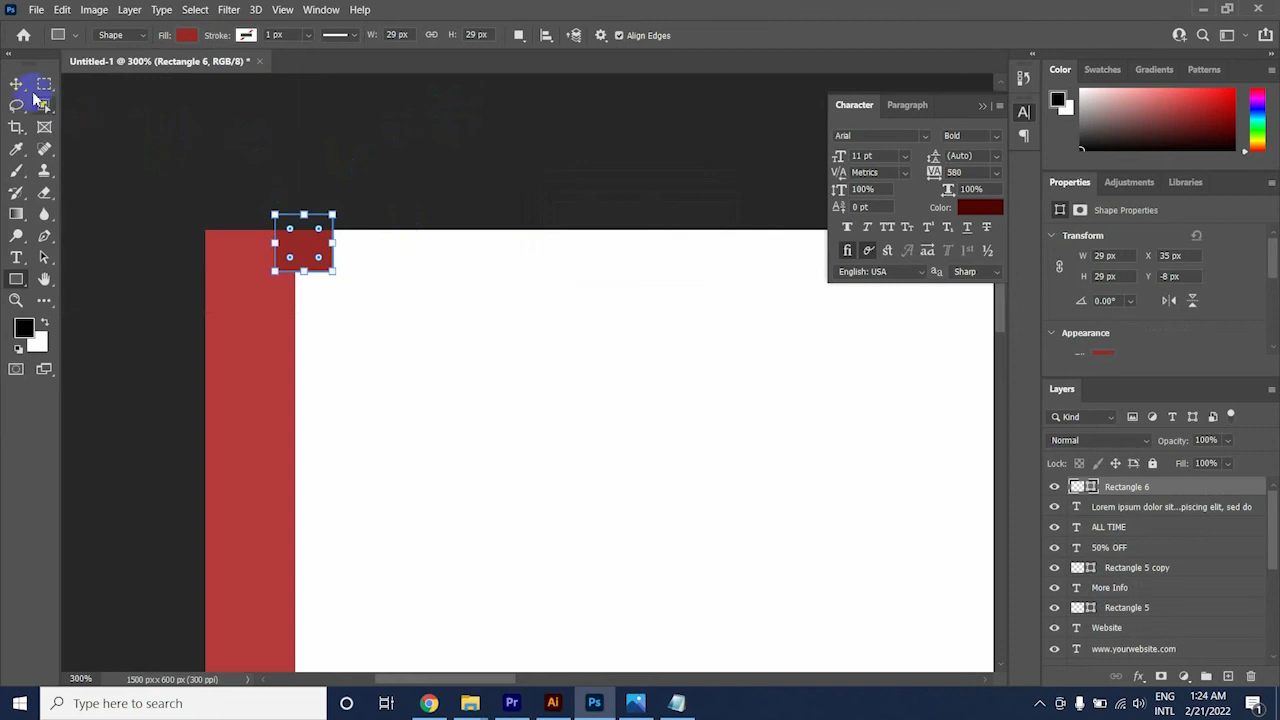 Ps File Edit Image Layer Type Select Filter 3D View Window Help
Shape Fill: Stroke: 1 px W: 29 px H: 29 px Align Edges
Untitled-1 @ 300% (Rectangle 6, RGB/8) *
Color Swatches Gradients Patterns
Character Paragraph
Arial Bold
11 pt (Auto)
Metrics 580
100% 100%
0 pt Color:
English: USA Sharp
Properties Adjustments Libraries
Shape Properties
Transform
W 29 px X 35 px
H 29 px Y -8 px
0.00°
Appearance
Layers
Kind
Normal Opacity: 100%
Lock: Fill: 100%
Rectangle 6
Lorem ipsum dolor sit...piscing elit, sed do
ALL TIME
50% OFF
Rectangle 5 copy
More Info
Rectangle 5
Website
www.yourwebsite.com
300% 1500 px x 600 px (300 ppi)
Type here to search
Pr Ai Ps
ENG 1:24 AM
INTL 2/21/2022